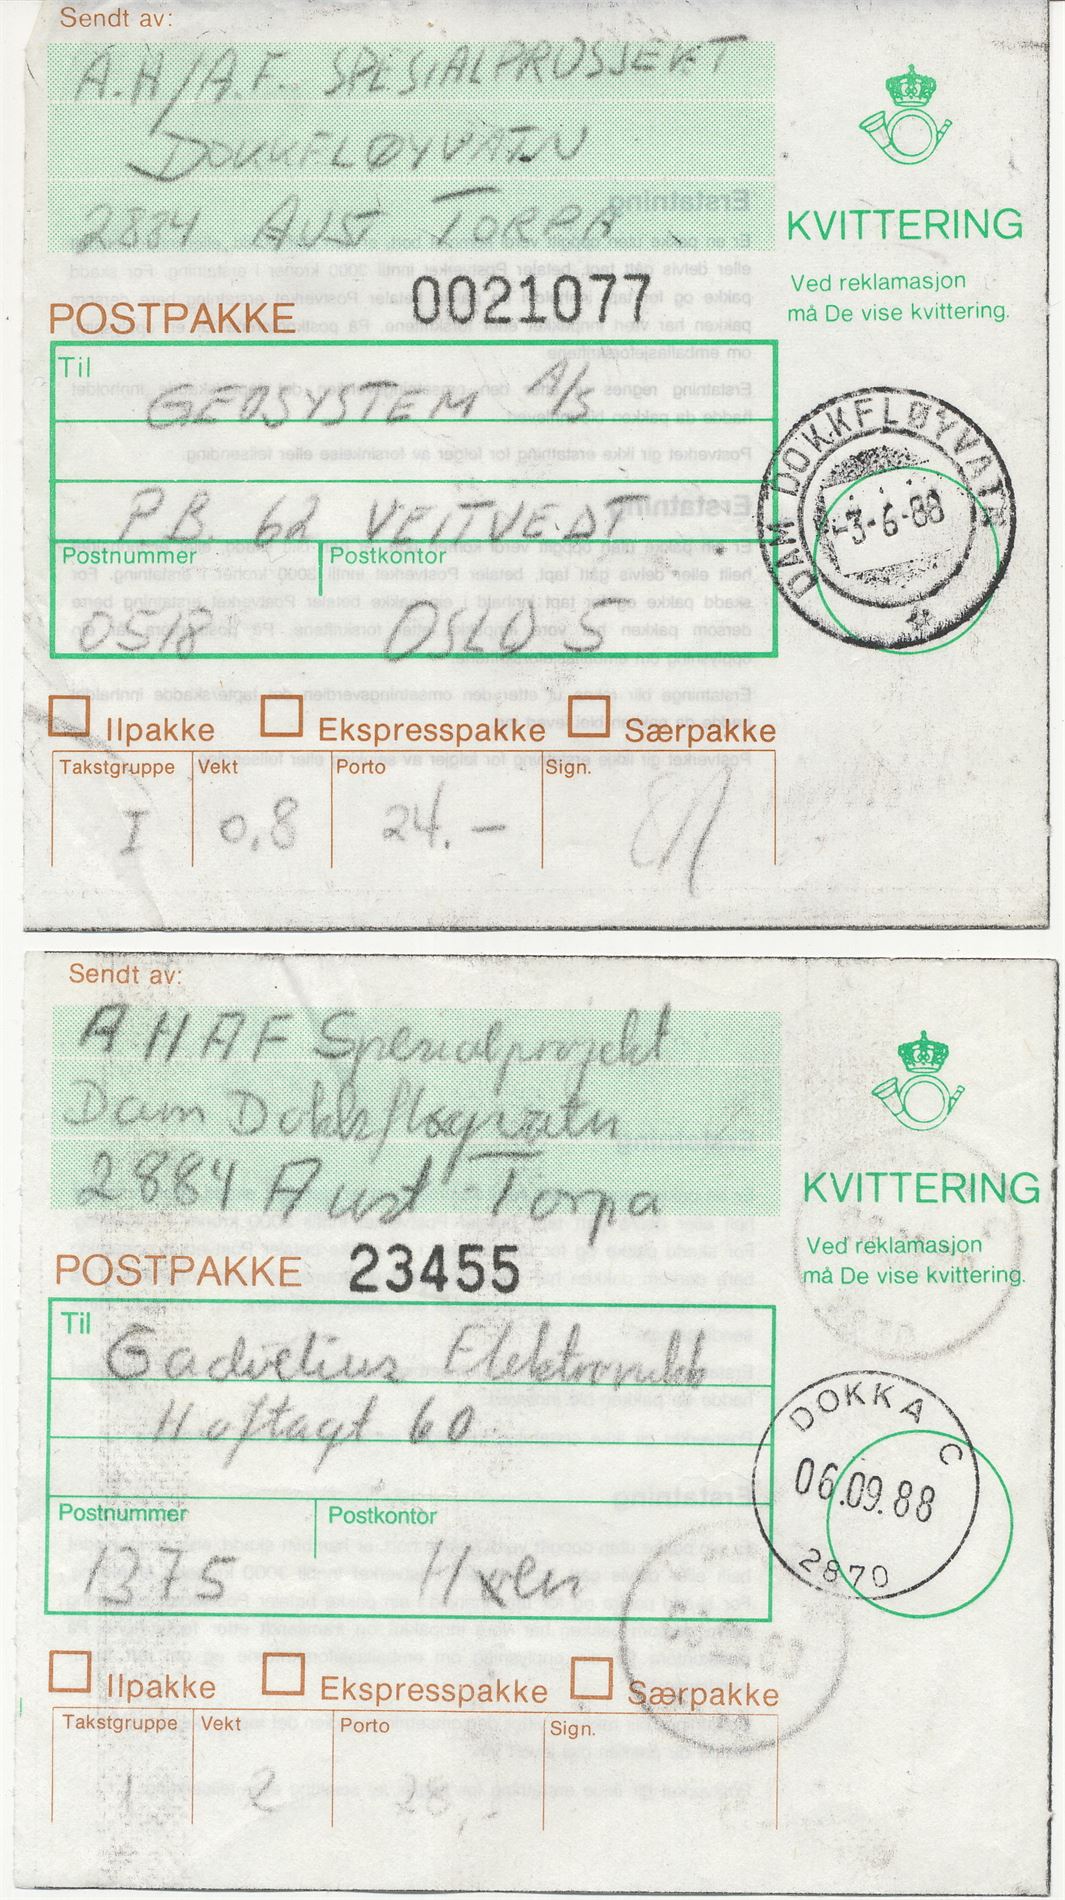 Sendt av:
A.H/A.F. SPESIALPROSSEKT
DOKKFLØYVATN
2884 AUST TORPA
KVITTERING
Ved reklamasjon
må De vise kvittering.
POSTPAKKE 0021077
Til
GEOSYSTEM A/S
P.B. 62 VEITVEDT
Postnummer Postkontor
0518 OSLO 5
DAM DOKKFLØYVATN
-3-6-88
Ilpakke Ekspresspakke Særpakke
Takstgruppe Vekt Porto Sign.
I 0,8 24.-
Sendt av:
A H A F Spesialprosjekt
Dam Dokkfløyvatn
2884 Aust Torpa
KVITTERING
Ved reklamasjon
må De vise kvittering.
POSTPAKKE 23455
Til
Gadelius Elektronikk
60
Postnummer Postkontor
1375 Hven
DOKKA C
06.09.88
2870
Ilpakke Ekspresspakke Særpakke
Takstgruppe Vekt Porto Sign.
1 2